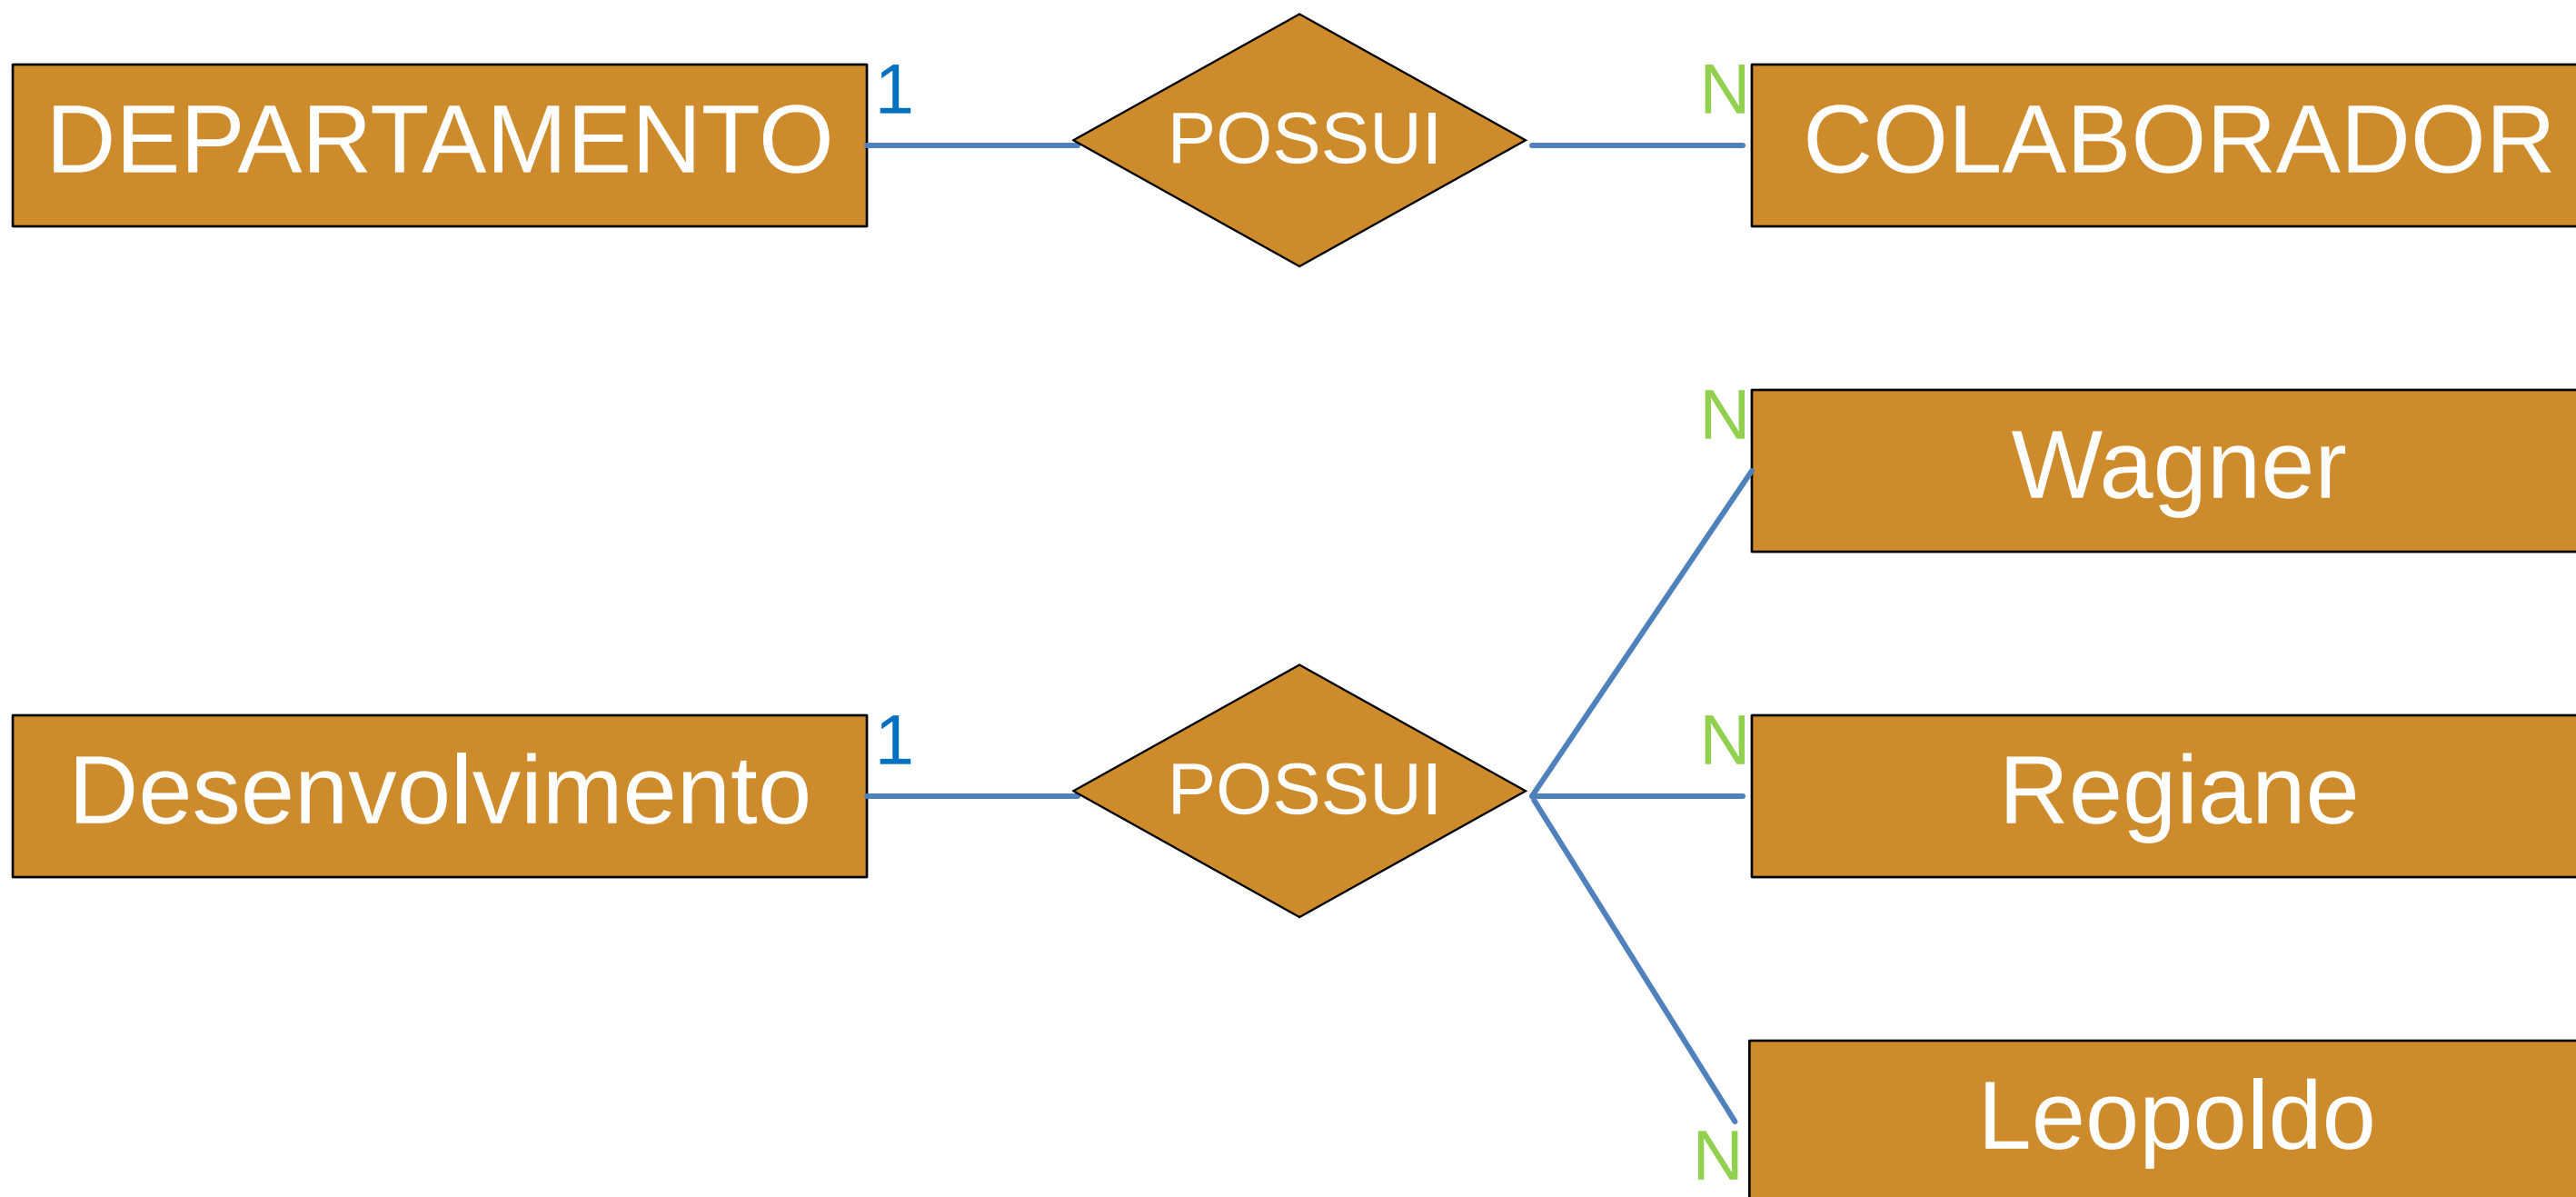 DEPARTAMENTO
1
POSSUI
N
COLABORADOR
N
Wagner
Desenvolvimento
1
POSSUI
N
Regiane
N
Leopoldo